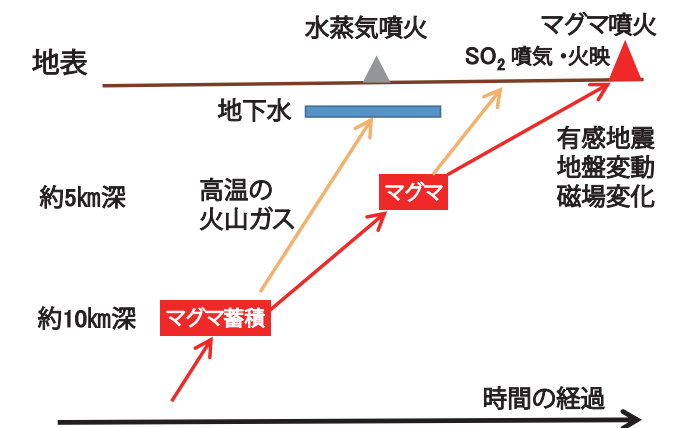 水蒸気噴火
マグマ噴火
地表
SO2 噴気・火映
地下水
有感地震
地盤変動
磁場変化
約5km深
高温の
火山ガス
マグマ
約10km深
マグマ蓄積
時間の経過